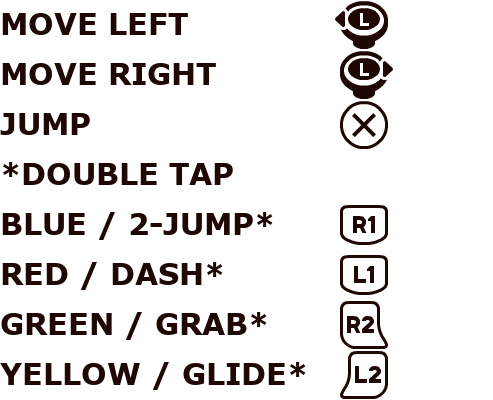 MOVE LEFT L
MOVE RIGHT L
JUMP
*DOUBLE TAP
BLUE / 2-JUMP* R1
RED / DASH* L1
GREEN / GRAB* R2
YELLOW / GLIDE* L2